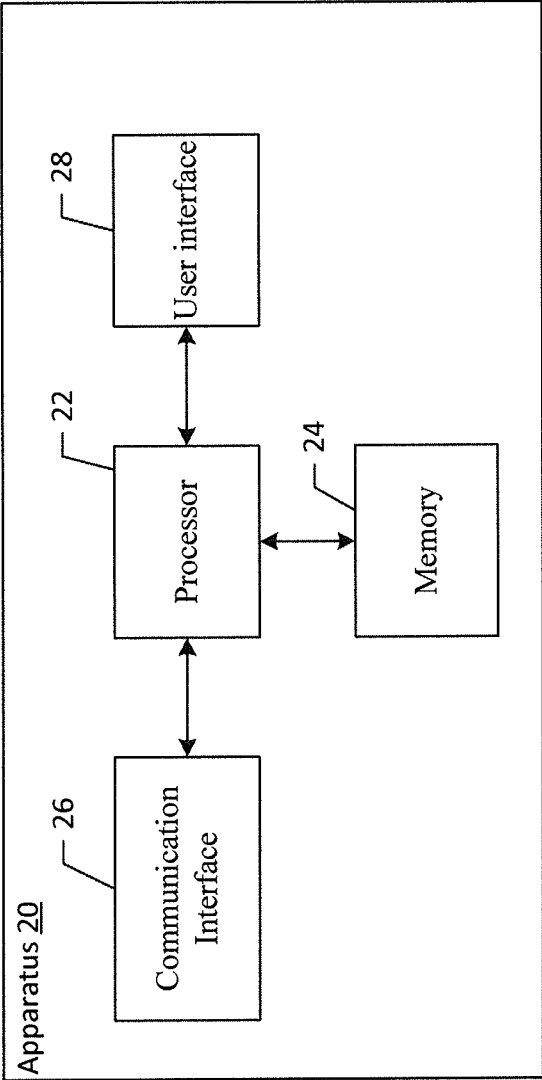 Apparatus 20
26
Communication
Interface
22
Processor
28
User interface
24
Memory